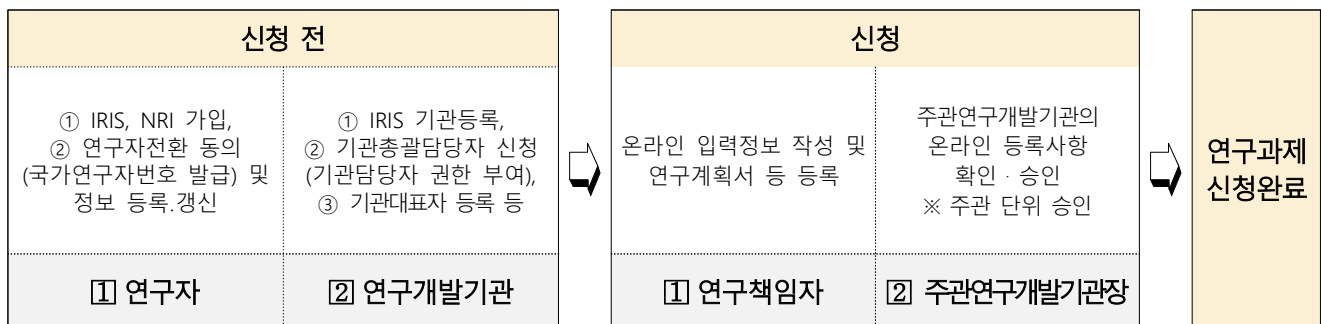 신청 전
① IRIS, NRI 가입,
② 연구자전환 동의
(국가연구자번호 발급) 및
정보 등록.갱신
① IRIS 기관등록,
② 기관총괄담당자 신청
(기관담당자 권한 부여),
③ 기관대표자 등록 등
1 연구자
2 연구개발기관
신청
온라인 입력정보 작성 및
연구계획서 등 등록
주관연구개발기관의
온라인 등록사항
확인 · 승인
※ 주관 단위 승인
1 연구책임자
2 주관연구개발기관장
연구과제
신청완료